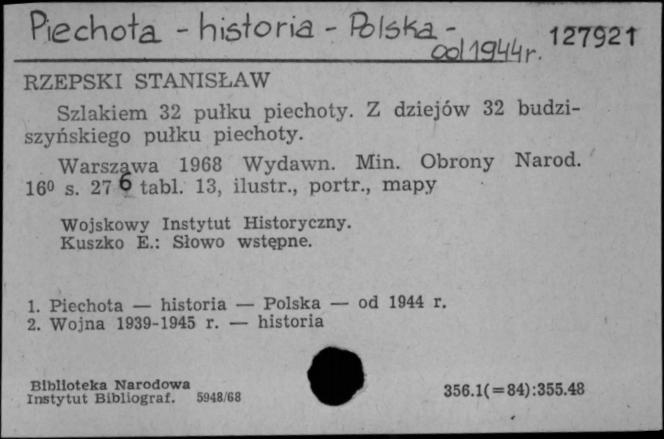 Piechota - historia - Polska -
od 1944 r.
127921
RZEPSKI STANISŁAW
Szlakiem 32 pułku piechoty. Z dziejów 32 budzi-
szyńskiego pułku piechoty.
Warszawa 1968 Wydawn. Min. Obrony Narod.
16⁰ s. 27 6 tabl. 13, ilustr., portr., mapy
Wojskowy Instytut Historyczny.
Kuszko E.: Słowo wstępne.
1. Piechota — historia — Polska — od 1944 r.
2. Wojna 1939-1945 r. — historia
Biblioteka Narodowa
Instytut Bibliograf. 5948/68
356.1(=84):355.48